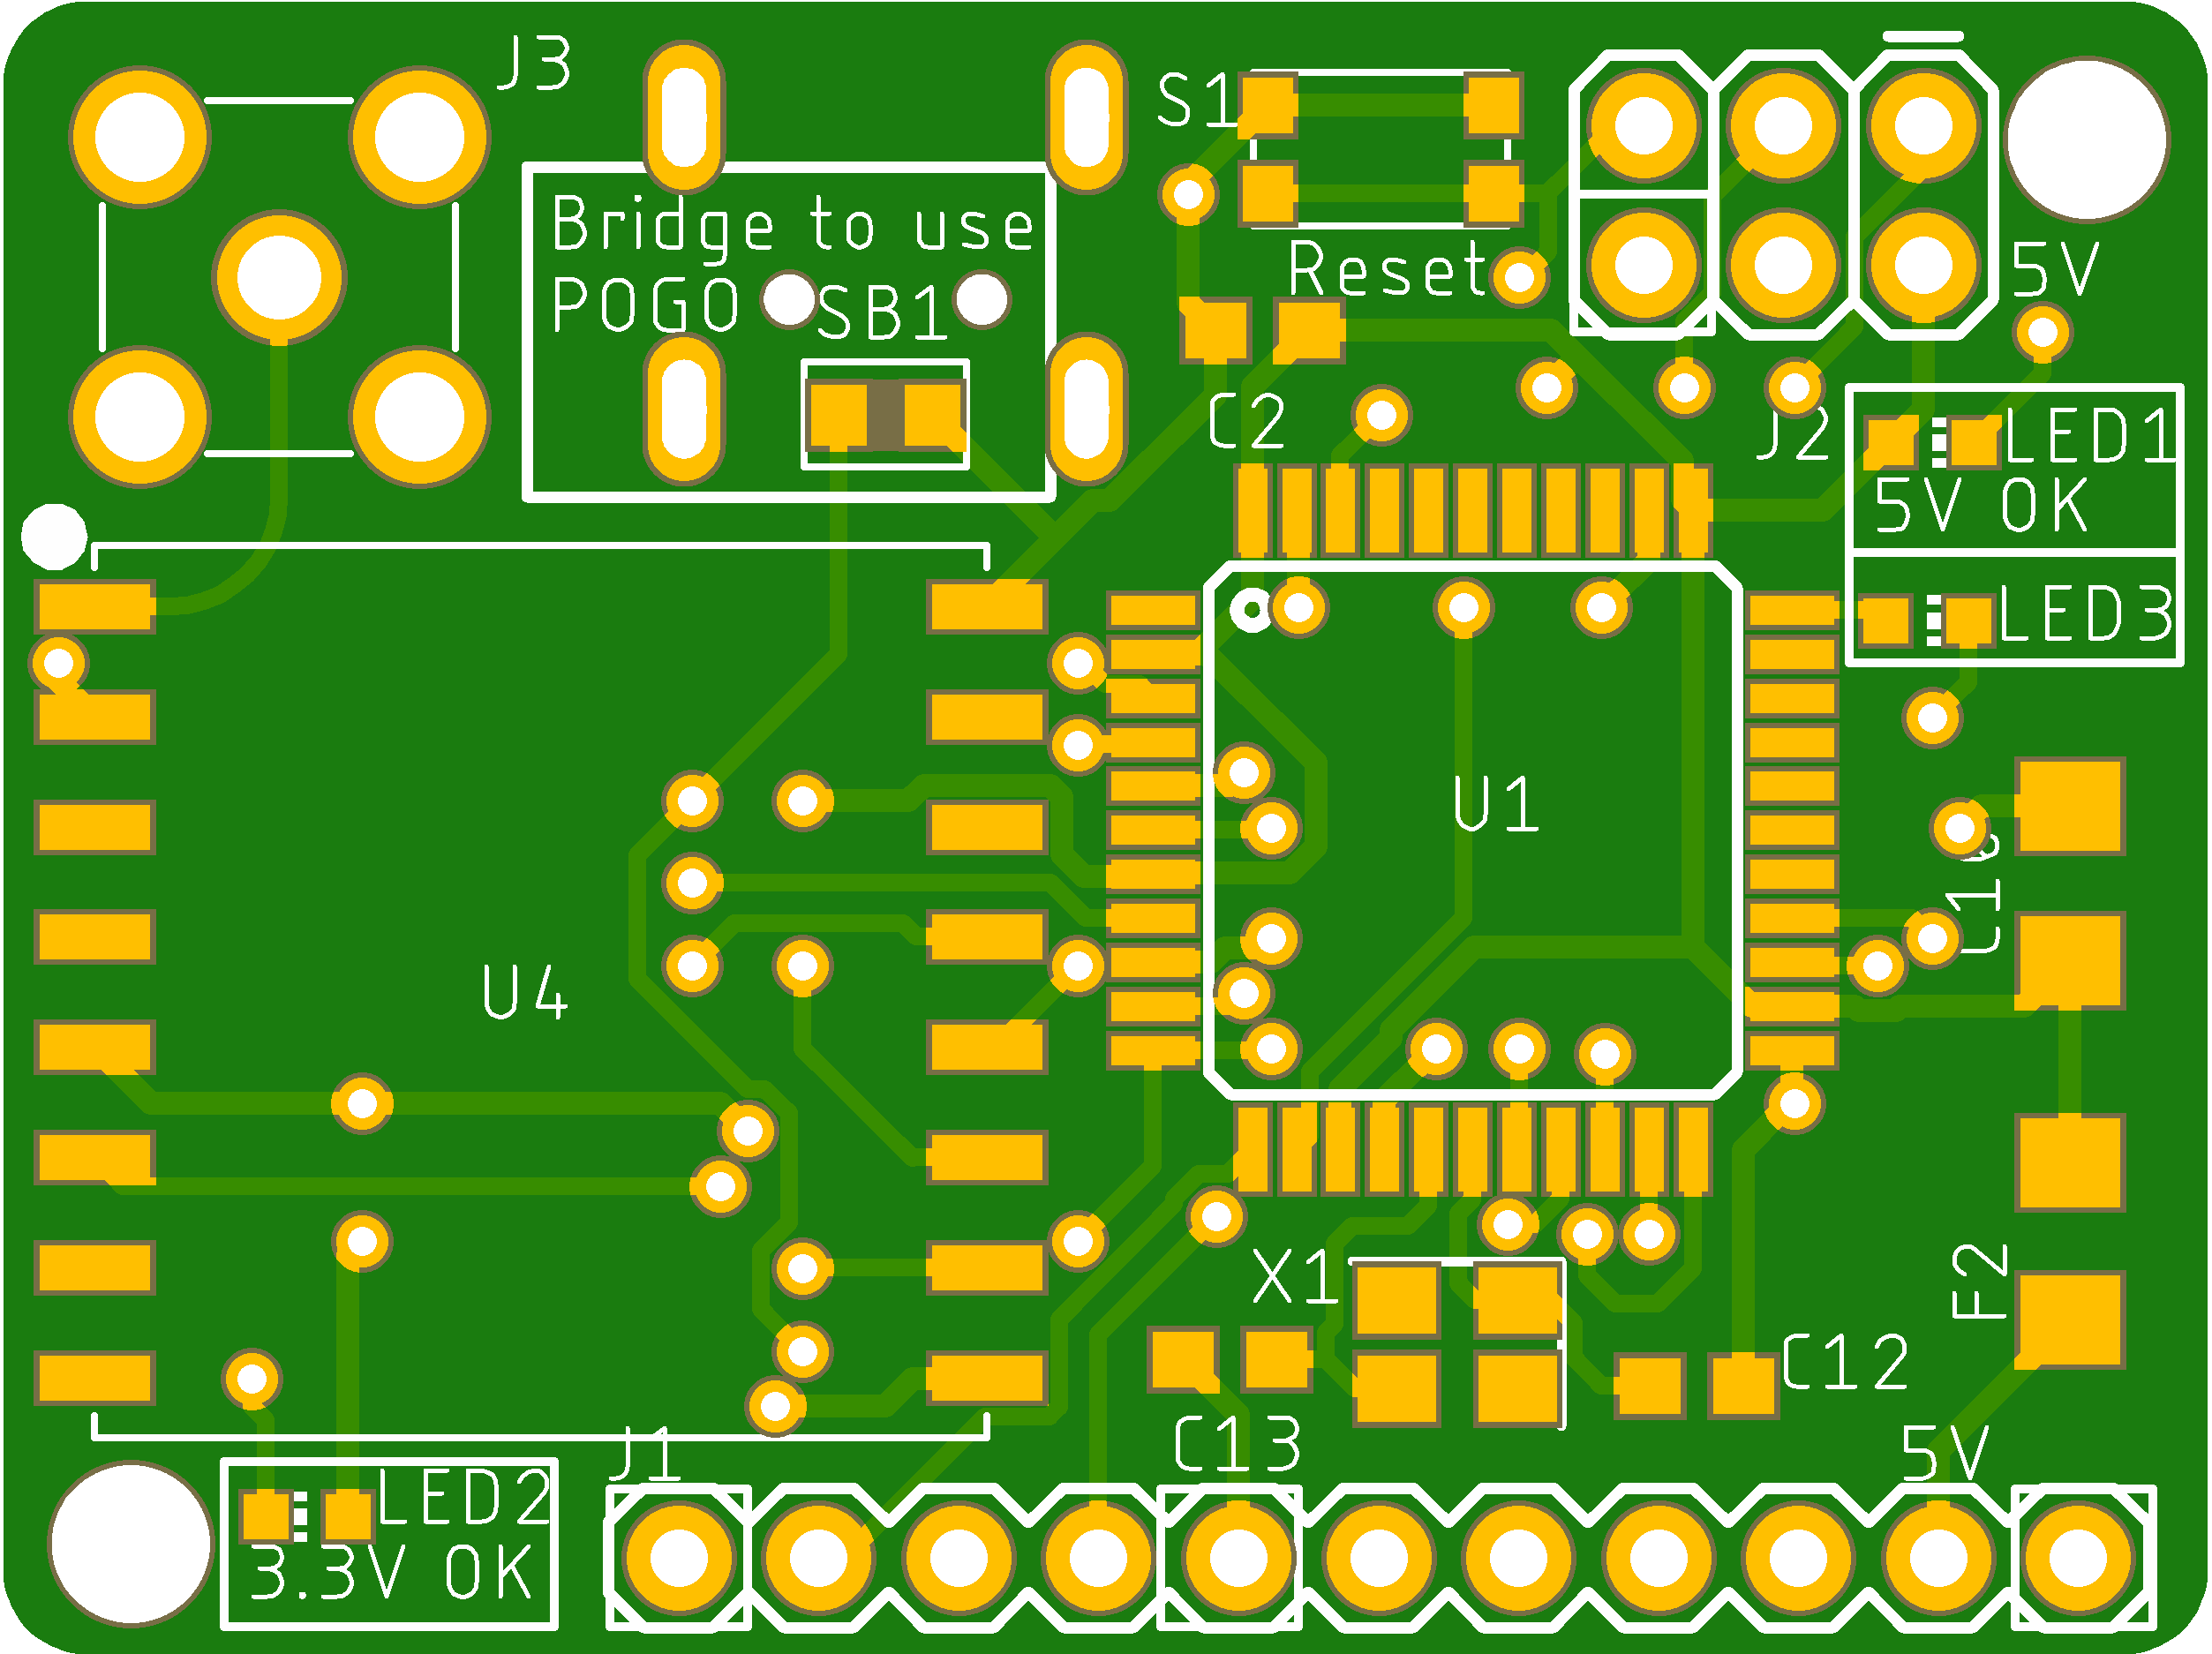 J3
S1
Bridge to use
POGO
SB1
Reset
5V
C2
J2
LED1
5V OK
LED3
U1
U4
F2
X1
C12
C13
J1
LED2
3.3V OK
5V